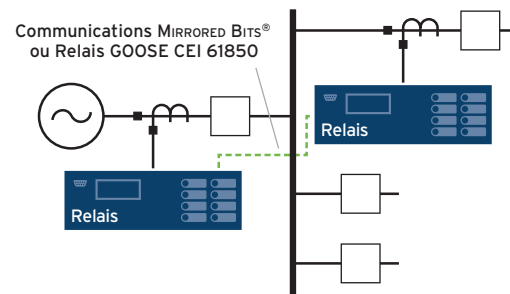 Communications MIRRORED BITS®
ou Relais GOOSE CEI 61850
Relais
Relais